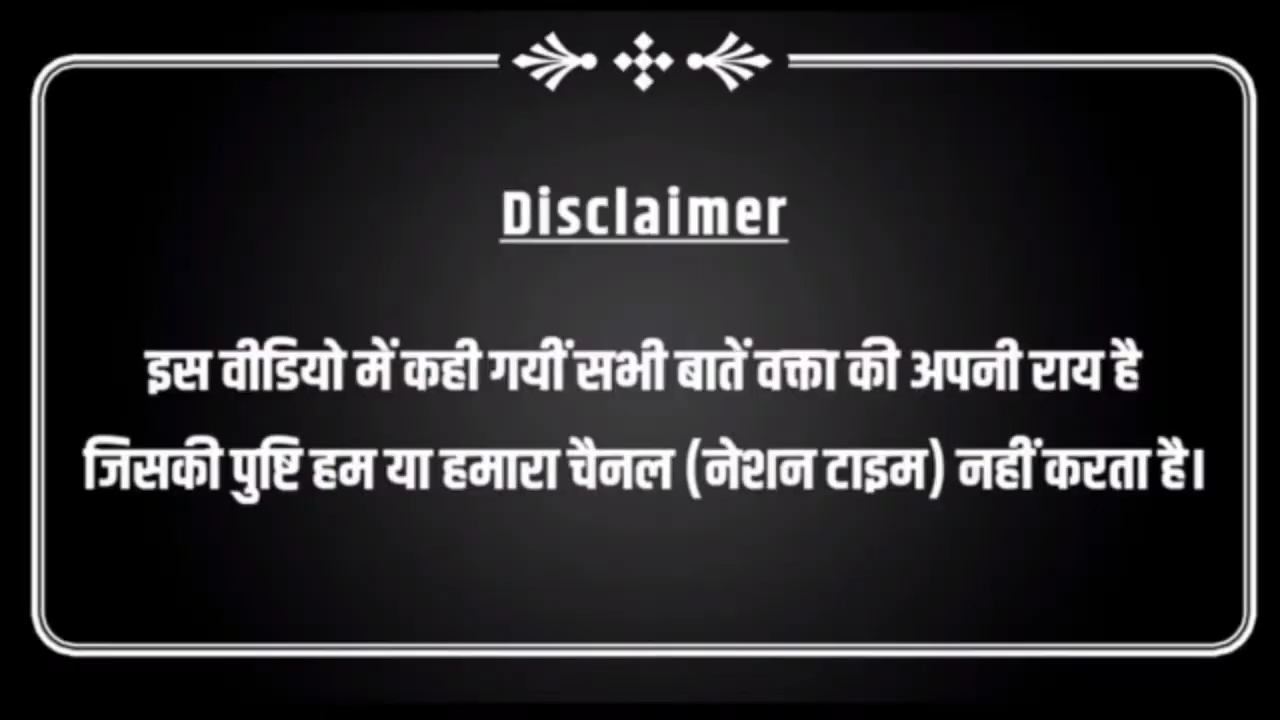 Disclaimer
इस वीडियो में कही गयीं सभी बातें वक्ता की अपनी राय है
जिसकी पुष्टि हम या हमारा चैनल (नेशन टाइम) नहीं करता है।